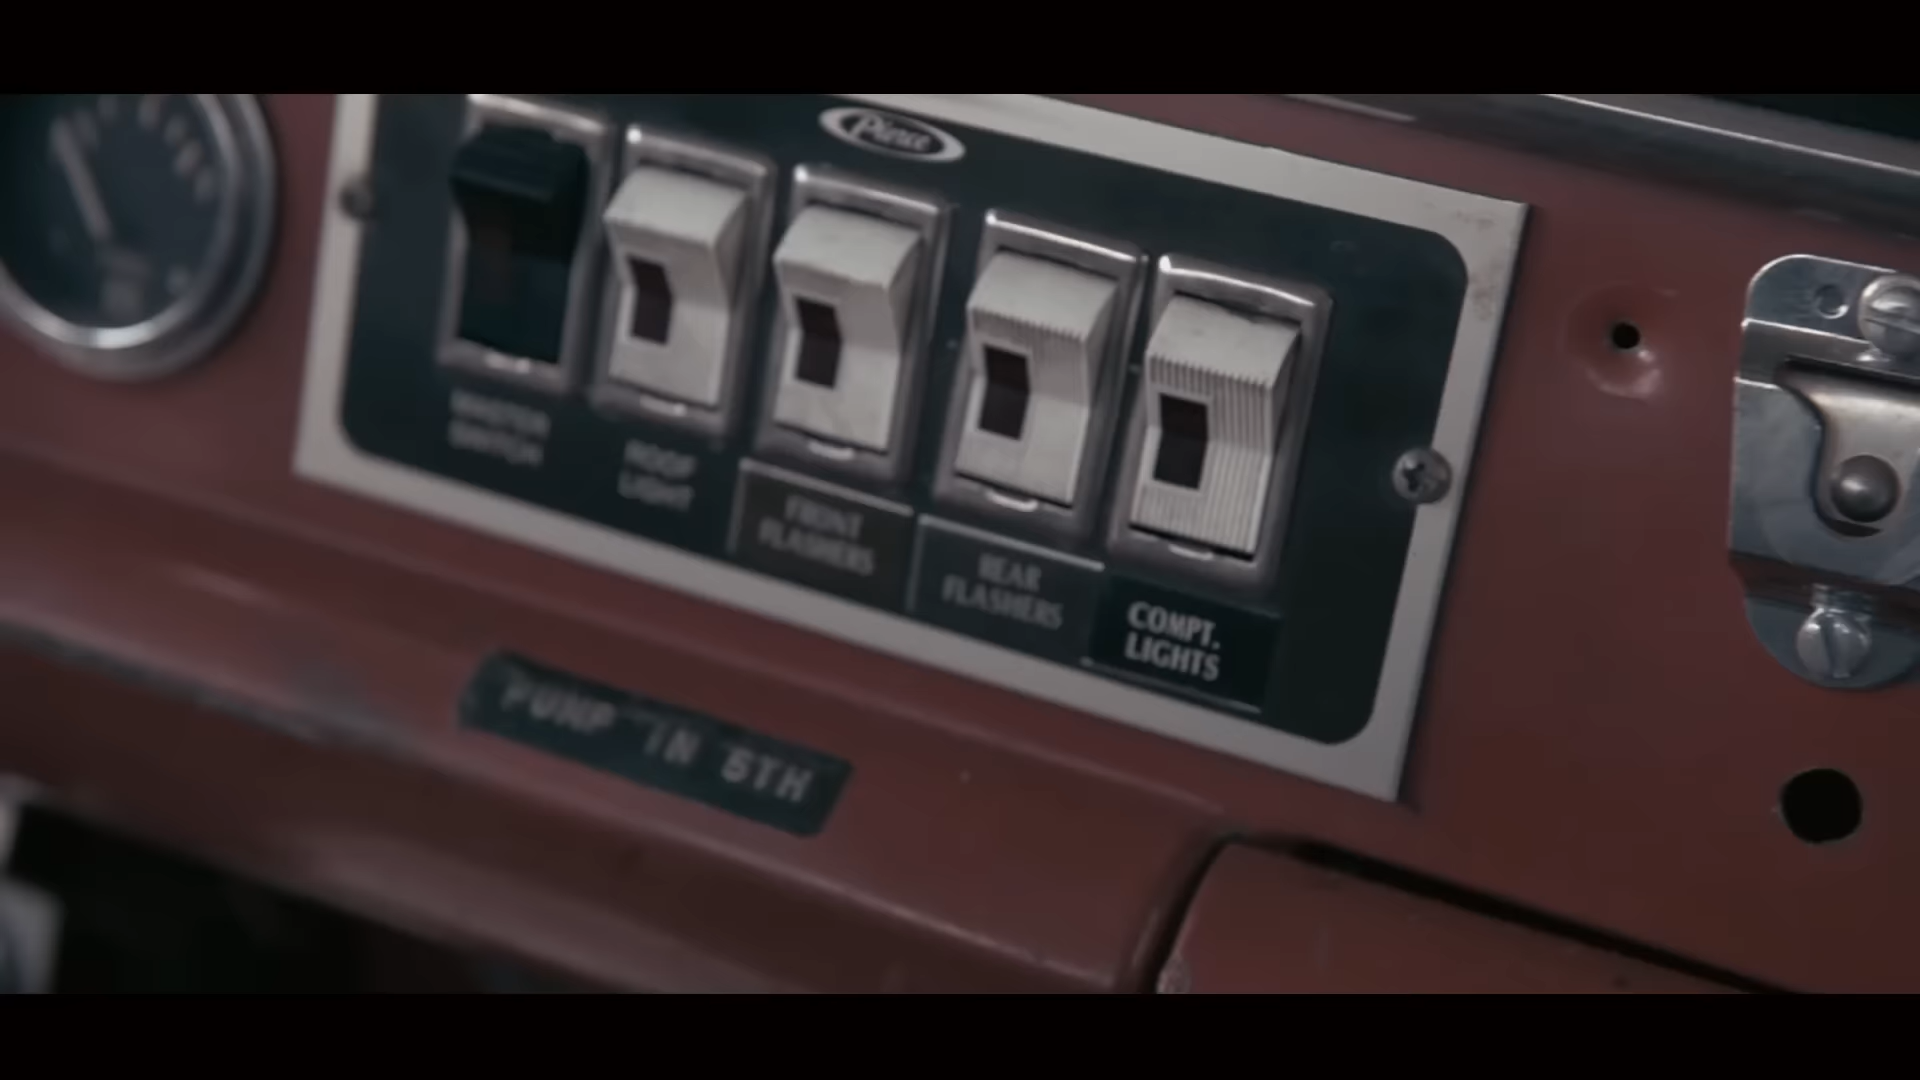 Pierce
MASTER
SWITCH
ROOF
LIGHT
FRONT
FLASHERS
REAR
FLASHERS
COMPT.
LIGHTS
PUMP IN 5TH